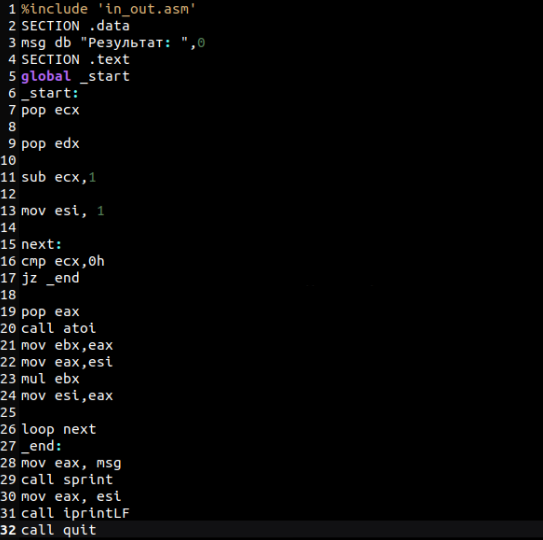 1 %include 'in_out.asm'
2 SECTION .data
3 msg db "Результат: ",0
4 SECTION .text
5 global _start
6 _start:
7 pop ecx
8
9 pop edx
10
11 sub ecx,1
12
13 mov esi, 1
14
15 next:
16 cmp ecx,0h
17 jz _end
18
19 pop eax
20 call atoi
21 mov ebx,eax
22 mov eax,esi
23 mul ebx
24 mov esi,eax
25
26 loop next
27 _end:
28 mov eax, msg
29 call sprint
30 mov eax, esi
31 call iprintLF
32 call quit